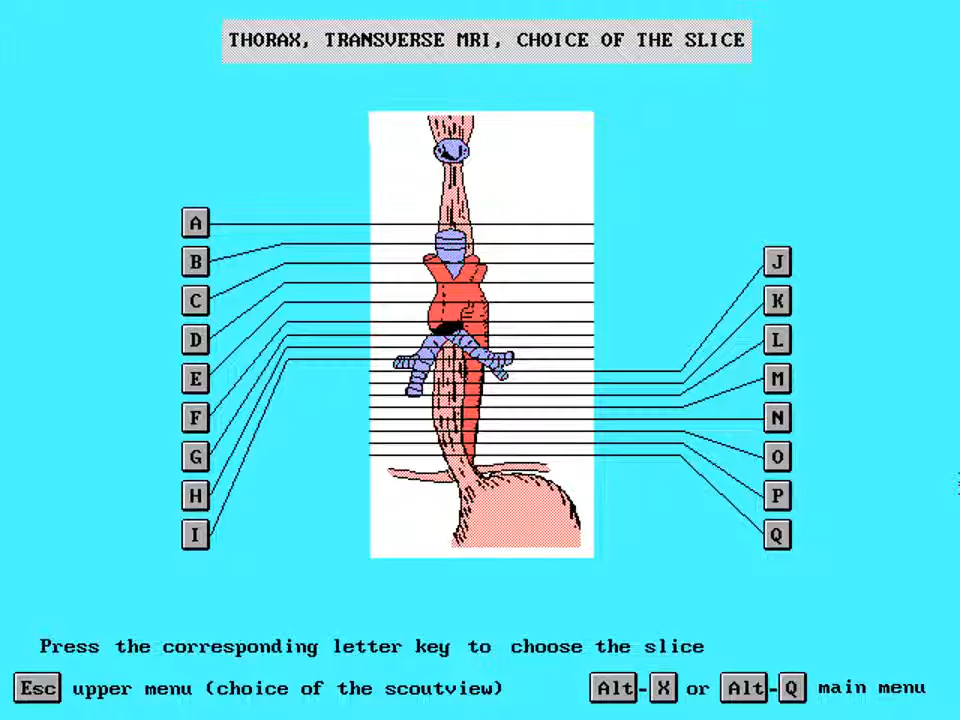 THORAX, TRANSVERSE MRI, CHOICE OF THE SLICE
A
B
C
D
E
F
G
H
I
J
K
L
M
N
O
P
Q
Press the corresponding letter key to choose the slice
Esc upper menu (choice of the scoutview) Alt-X or Alt-Q main menu